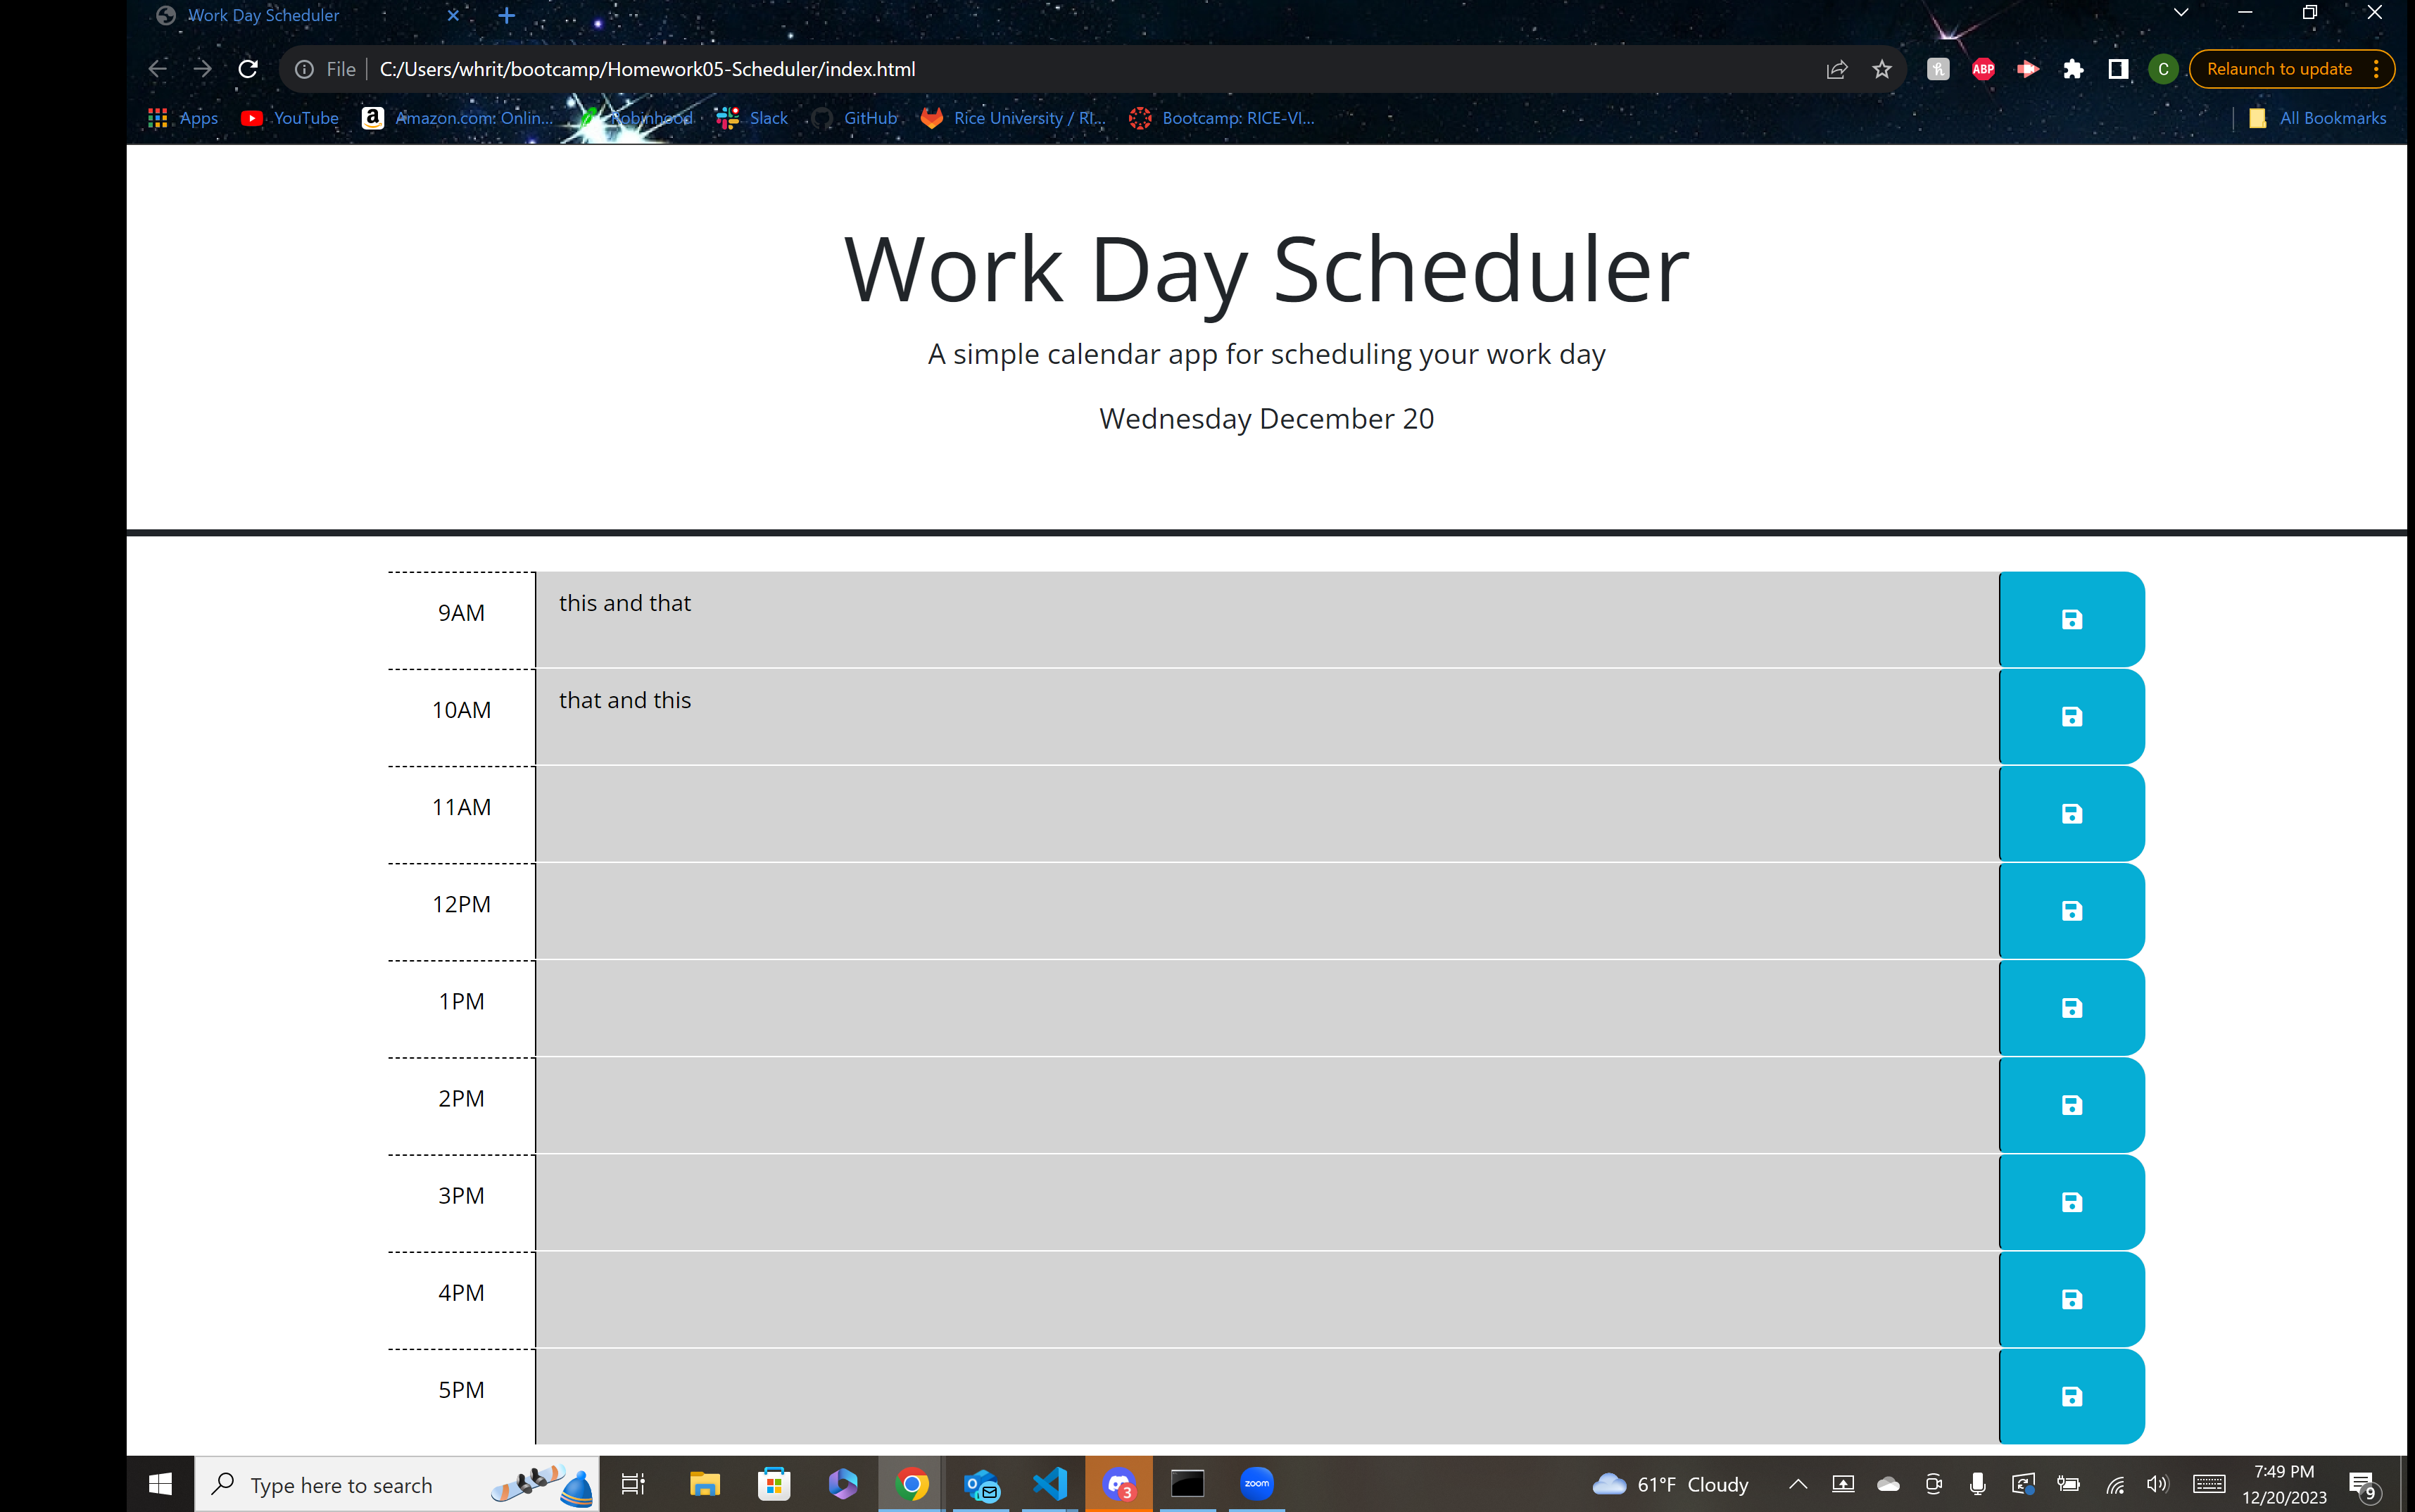 Work Day Scheduler
File C:/Users/whrit/bootcamp/Homework05-Scheduler/index.html
ABP
C
Relaunch to update
Apps YouTube Amazon.com: Onlin... Robinhood Slack GitHub Rice University / RI... Bootcamp: RICE-VI... All Bookmarks
Work Day Scheduler
A simple calendar app for scheduling your work day
Wednesday December 20
9AM this and that
10AM that and this
11AM
12PM
1PM
2PM
3PM
4PM
5PM
Type here to search
3
zoom
61°F Cloudy
7:49 PM
12/20/2023
9